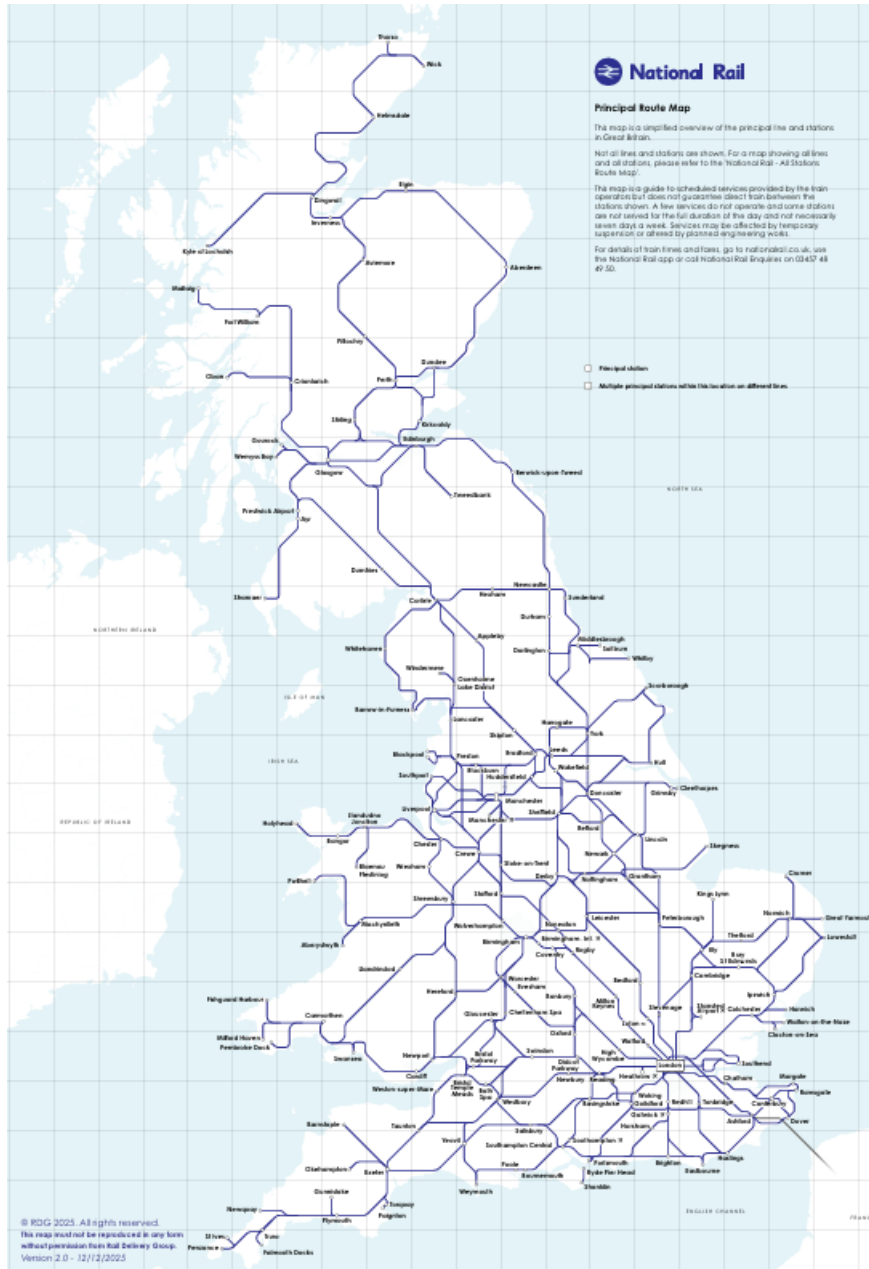 National Rail
Principal Route Map
This map is a simplified overview of the principal line and stations
in Great Britain.
Not all lines and stations are shown. For a map showing all lines
and all stations, please refer to the 'National Rail - All Stations
Route Map'.
This map is a guide to scheduled services provided by the train
operators but does not guarantee direct train between the
stations shown. A few services do not operate and some stations
are not served for the full duration of the day and not necessarily
seven days a week. Services may be affected by temporary
suspension or altered by planned engineering works.
For details of train times and fares, go to nationalrail.co.uk, use
the National Rail app or call National Rail Enquiries on 03457 48
49 50.
Principal station
Multiple principal stations within this location on different lines
Thurso
Wick
Helmsdale
Elgin
Dingwall
Inverness
Kyle of Lochalsh
Aviemore
Aberdeen
Mallaig
Fort William
Pitlochry
Dundee
Oban
Crianlarich
Perth
Stirling
Kirkcaldy
Gourock
Edinburgh
Wemyss Bay
Glasgow
Berwick-upon-Tweed
NORTH SEA
Tweedbank
Prestwick Airport
Ayr
Dumfries
Stranraer
Carlisle
Hexham
Newcastle
Sunderland
Durham
NORTHERN IRELAND
Appleby
Middlesbrough
Saltburn
Whitehaven
Darlington
Whitby
Windermere
Oxenholme
Lake District
Scarborough
ISLE OF MAN
Barrow-in-Furness
Lancaster
Harrogate
Skipton
York
Blackpool
Preston
Bradford
Leeds
IRISH SEA
Blackburn
Wakefield
Hull
Southport
Huddersfield
Doncaster
Grimsby
Cleethorpes
Liverpool
Manchester
Sheffield
REPUBLIC OF IRELAND
Holyhead
Llandudno
Junction
Manchester
Retford
Bangor
Chester
Crewe
Lincoln
Skegness
Newark
Stoke-on-Trent
Blaenau
Ffestiniog
Wrexham
Derby
Nottingham
Grantham
Cromer
Pwllheli
Shrewsbury
Stafford
Kings Lynn
Machynlleth
Wolverhampton
Nuneaton
Leicester
Peterborough
Norwich
Great Yarmouth
Birmingham
Birmingham Intl
Thetford
Lowestoft
Aberystwyth
Coventry
Rugby
Ely
Bury
St Edmunds
Llandrindod
Worcester
Bedford
Cambridge
Evesham
Hereford
Banbury
Milton
Keynes
Ipswich
Fishguard Harbour
Carmarthen
Gloucester
Cheltenham Spa
Stevenage
Stansted
Airport
Colchester
Harwich
Walton-on-the-Naze
Luton
Clacton-on-Sea
Milford Haven
Pembroke Dock
Oxford
Watford
Swansea
Newport
Bristol
Parkway
Swindon
Didcot
Parkway
High
Wycombe
London
Southend
Cardiff
Newbury
Reading
Heathrow
Chatham
Margate
Weston-super-Mare
Bristol
Temple
Meads
Bath
Spa
Ramsgate
Westbury
Basingstoke
Woking
Guildford
Redhill
Tonbridge
Canterbury
Gatwick
Barnstaple
Taunton
Salisbury
Horsham
Ashford
Dover
Yeovil
Southampton Central
Southampton
Hastings
Okehampton
Exeter
Poole
Portsmouth
Brighton
Eastbourne
Bournemouth
Ryde Pier Head
Weymouth
Shanklin
Gunnislake
Torquay
Paignton
ENGLISH CHANNEL
Newquay
Plymouth
St Ives
Truro
Penzance
Falmouth Docks
© RDG 2025. All rights reserved.
This map must not be reproduced in any form
without permission from Rail Delivery Group.
Version 2.0 - 12/12/2025